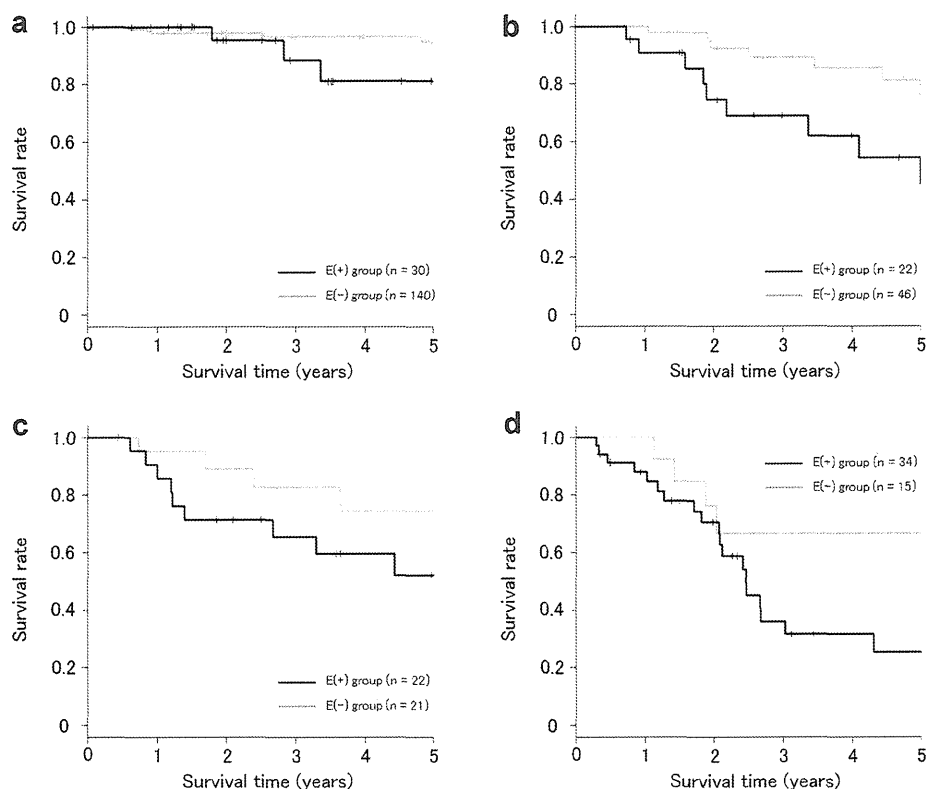 a
1.0
0.8
0.6
0.4
0.2
0
Survival rate
E(+) group (n = 30)
E(−) group (n = 140)
0 1 2 3 4 5
Survival time (years)
b
1.0
0.8
0.6
0.4
0.2
0
Survival rate
E(+) group (n = 22)
E(−) group (n = 46)
0 1 2 3 4 5
Survival time (years)
c
1.0
0.8
0.6
0.4
0.2
0
Survival rate
E(+) group (n = 22)
E(−) group (n = 21)
0 1 2 3 4 5
Survival time (years)
d
1.0
0.8
0.6
0.4
0.2
0
Survival rate
E(+) group (n = 34)
E(−) group (n = 15)
0 1 2 3 4 5
Survival time (years)